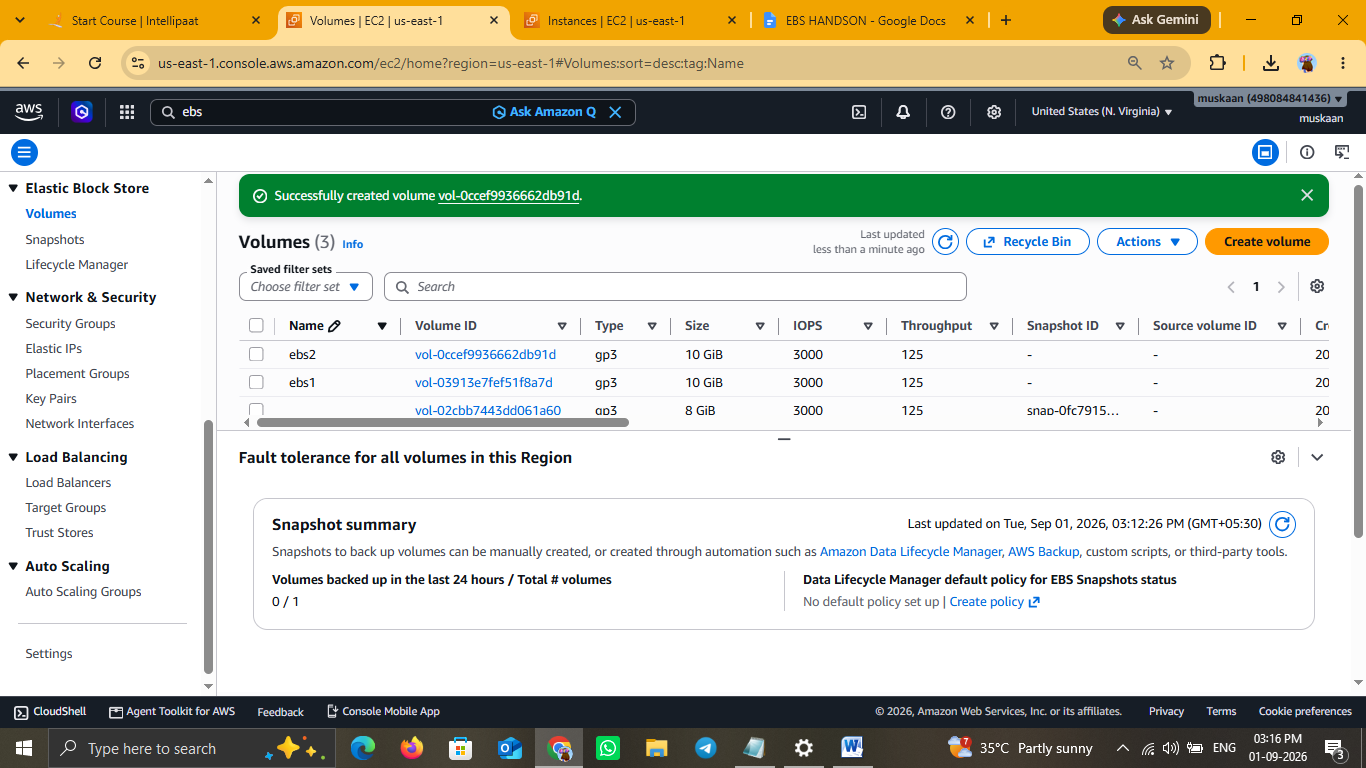 Start Course | Intellipaat
Volumes | EC2 | us-east-1
Instances | EC2 | us-east-1
EBS HANDSON - Google Docs
Ask Gemini
us-east-1.console.aws.amazon.com/ec2/home?region=us-east-1#Volumes:sort=desc:tag:Name
aws
ebs
Ask Amazon Q
United States (N. Virginia)
muskaan (498084841436)
muskaan
Elastic Block Store
Volumes
Snapshots
Lifecycle Manager
Network & Security
Security Groups
Elastic IPs
Placement Groups
Key Pairs
Network Interfaces
Load Balancing
Load Balancers
Target Groups
Trust Stores
Auto Scaling
Auto Scaling Groups
Settings
Successfully created volume vol-0ccef9936662db91d.
Volumes (3) Info
Last updated
less than a minute ago
Recycle Bin
Actions
Create volume
Saved filter sets
Choose filter set
Search
1
Name Volume ID Type Size IOPS Throughput Snapshot ID Source volume ID Cr
ebs2 vol-0ccef9936662db91d gp3 10 GiB 3000 125 - - 20
ebs1 vol-03913e7fef51f8a7d gp3 10 GiB 3000 125 - - 20
vol-02cbb7443dd061a60 gp3 8 GiB 3000 125 snap-0fc7915... - 20
Fault tolerance for all volumes in this Region
Snapshot summary
Last updated on Tue, Sep 01, 2026, 03:12:26 PM (GMT+05:30)
Snapshots to back up volumes can be manually created, or created through automation such as Amazon Data Lifecycle Manager, AWS Backup, custom scripts, or third-party tools.
Volumes backed up in the last 24 hours / Total # volumes
0 / 1
Data Lifecycle Manager default policy for EBS Snapshots status
No default policy set up | Create policy
CloudShell
Agent Toolkit for AWS
Feedback
Console Mobile App
© 2026, Amazon Web Services, Inc. or its affiliates.
Privacy
Terms
Cookie preferences
Type here to search
7
35°C Partly sunny
ENG
03:16 PM
01-09-2026
3